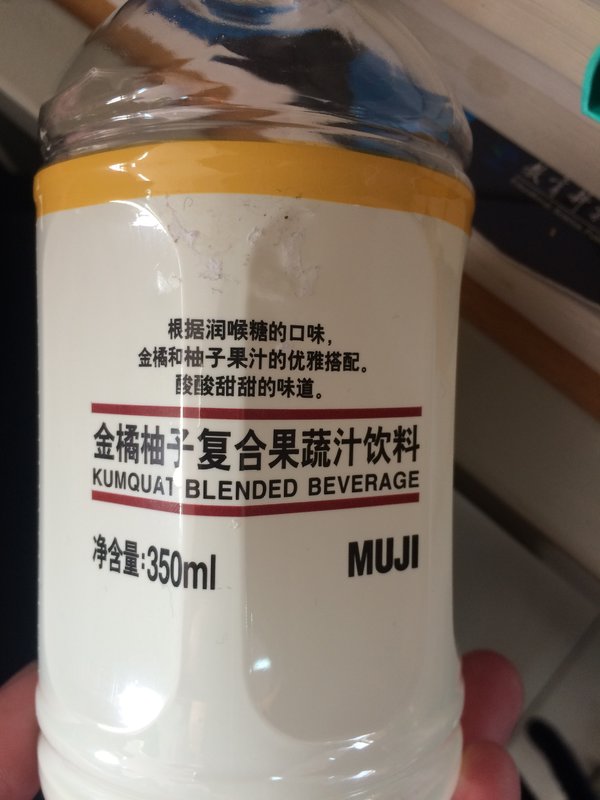 根据润喉糖的口味，
金橘和柚子果汁的优雅搭配。
酸酸甜甜的味道。
金橘柚子复合果蔬汁饮料
KUMQUAT BLENDED BEVERAGE
净含量:350ml
MUJI